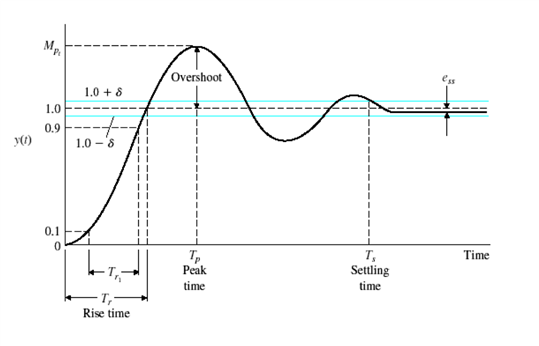 M_{p_t}
Overshoot
e_{ss}
1.0 + δ
1.0
0.9
1.0 − δ
y(t)
0.1
0
T_p
Peak
time
T_s
Settling
time
Time
T_{r_1}
T_r
Rise time